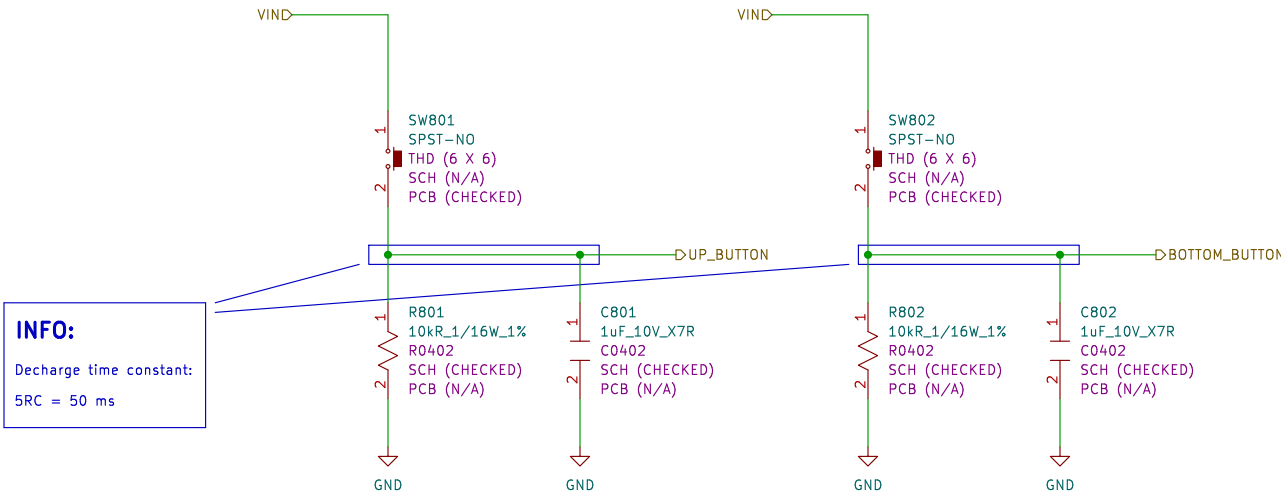 VIN
VIN
SW801
SPST-NO
THD (6 X 6)
SCH (N/A)
PCB (CHECKED)
1
2
SW802
SPST-NO
THD (6 X 6)
SCH (N/A)
PCB (CHECKED)
1
2
UP_BUTTON
BOTTOM_BUTTON
INFO:
Decharge time constant:
5RC = 50 ms
R801
10kR_1/16W_1%
R0402
SCH (CHECKED)
PCB (N/A)
1
2
C801
1uF_10V_X7R
C0402
SCH (CHECKED)
PCB (N/A)
1
2
R802
10kR_1/16W_1%
R0402
SCH (CHECKED)
PCB (N/A)
1
2
C802
1uF_10V_X7R
C0402
SCH (CHECKED)
PCB (N/A)
1
2
GND
GND
GND
GND